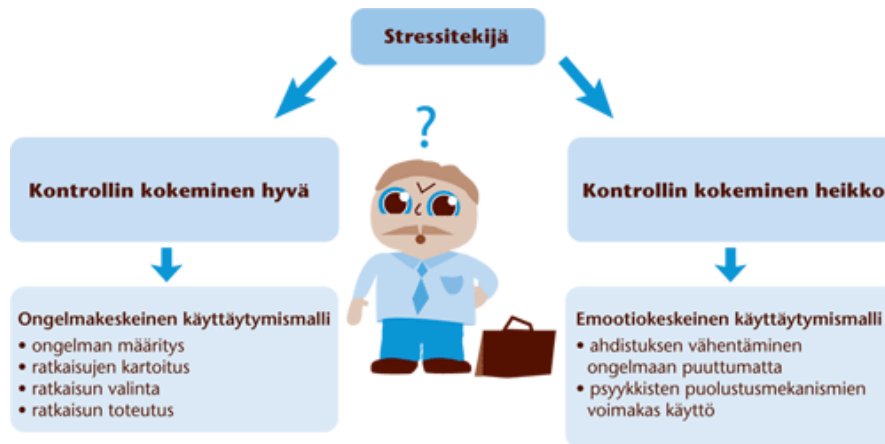 Stressitekijä
?
Kontrollin kokeminen hyvä
Kontrollin kokeminen heikko
Ongelmakeskeinen käyttäytymismalli
• ongelman määritys
• ratkaisujen kartoitus
• ratkaisun valinta
• ratkaisun toteutus
Emootiokeskeinen käyttäytymismalli
• ahdistuksen vähentäminen
ongelmaan puuttumatta
• psyykkisten puolustusmekanismien
voimakas käyttö